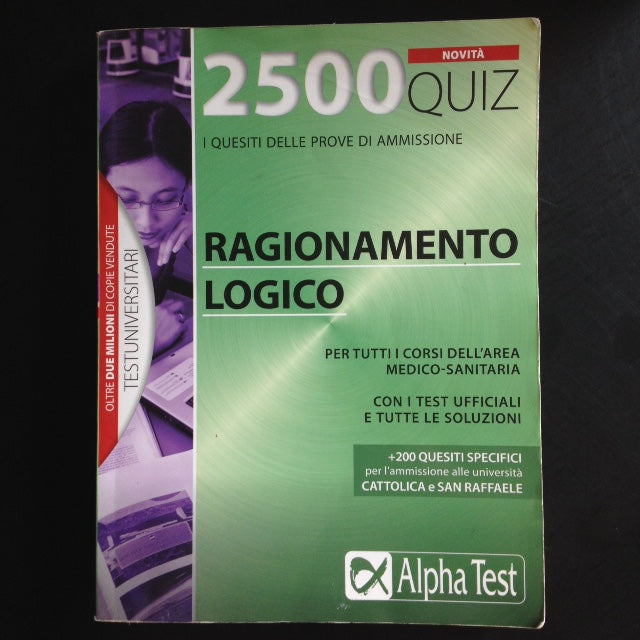 NOVITÀ
2500 QUIZ
I QUESITI DELLE PROVE DI AMMISSIONE
RAGIONAMENTO
LOGICO
PER TUTTI I CORSI DELL'AREA
MEDICO-SANITARIA
CON I TEST UFFICIALI
E TUTTE LE SOLUZIONI
+200 QUESITI SPECIFICI
per l'ammissione alle università
CATTOLICA e SAN RAFFAELE
Alpha Test
OLTRE DUE MILIONI DI COPIE VENDUTE
TESTUNIVERSITARI